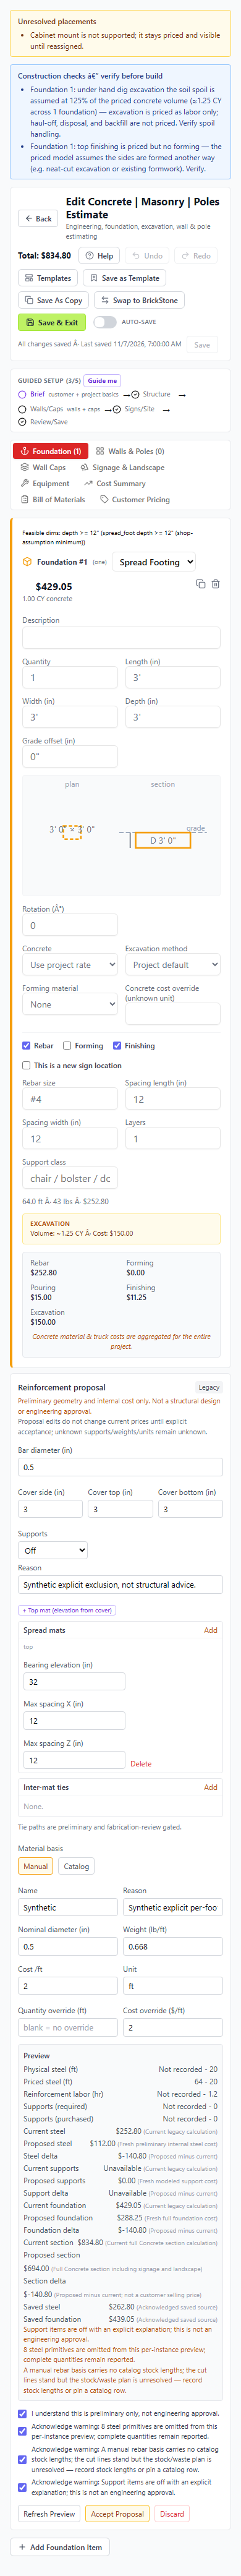 Unresolved placements
• Cabinet mount is not supported; it stays priced and visible
until reassigned.
Construction checks â€" verify before build
• Foundation 1: under hand dig excavation the soil spoil is
assumed at 125% of the priced concrete volume (≈1.25 CY
across 1 foundation) — excavation is priced as labor only;
haul-off, disposal, and backfill are not priced. Verify spoil
handling.
• Foundation 1: top finishing is priced but no forming is — the
priced model assumes the sides are formed another way
(e.g. neat-cut excavation or existing formwork). Verify.
← Back
Edit Concrete | Masonry | Poles
Estimate
Engineering, foundation, excavation, wall & pole
estimating
Total: $834.80
Help
Undo
Redo
Templates
Save as Template
Save As Copy
Swap to BrickStone
Save & Exit
AUTO-SAVE
All changes saved Â· Last saved 11/7/2026, 7:00:00 AM
Save
GUIDED SETUP (3/5)
Guide me
Brief customer + project basics → Structure →
Walls/Caps walls + caps → Signs/Site →
Review/Save
Foundation (1)
Walls & Poles (0)
Wall Caps
Signage & Landscape
Equipment
Cost Summary
Bill of Materials
Customer Pricing
Feasible dims: depth >= 12" (spread_foot depth >= 12" (shop-
assumption minimum))
Foundation #1 (one)
Spread Footing
$429.05
1.00 CY concrete
Description
Quantity
Length (in)
1
3'
Width (in)
Depth (in)
3'
3'
Grade offset (in)
0"
plan
section
3' 0" × 3' 0"
grade
D 3' 0"
Rotation (Â°)
0
Concrete
Excavation method
Use project rate
Project default
Forming material
Concrete cost override
(unknown unit)
None
Rebar
Forming
Finishing
This is a new sign location
Rebar size
Spacing length (in)
#4
12
Spacing width (in)
Layers
12
1
Support class
chair / bolster / dc
64.0 ft Â· 43 lbs Â· $252.80
EXCAVATION
Volume: ~1.25 CY Â· Cost: $150.00
Rebar
Forming
$252.80
$0.00
Pouring
Finishing
$15.00
$11.25
Excavation
$150.00
Concrete material & truck costs are aggregated for the entire
project.
Reinforcement proposal
Legacy
Preliminary geometry and internal cost only. Not a structural design
or engineering approval.
Proposal edits do not change current prices until explicit
acceptance; unknown supports/weights/units remain unknown.
Bar diameter (in)
0.5
Cover side (in)
Cover top (in)
Cover bottom (in)
3
3
3
Supports
Off
Reason
Synthetic explicit exclusion, not structural advice.
+ Top mat (elevation from cover)
Spread mats
Add
top
Bearing elevation (in)
32
Max spacing X (in)
12
Max spacing Z (in)
12
Delete
Inter-mat ties
Add
None.
Tie paths are preliminary and fabrication-review gated.
Material basis
Manual
Catalog
Name
Reason
Synthetic
Synthetic explicit per-foo
Nominal diameter (in)
Weight (lb/ft)
0.5
0.668
Cost /ft
Unit
2
ft
Quantity override (ft)
Cost override ($/ft)
blank = no override
2
Preview
Physical steel (ft) Not recorded - 20
Priced steel (ft) 64 - 20
Reinforcement labor (hr) Not recorded - 1.2
Supports (required) Not recorded - 0
Supports (purchased) Not recorded - 0
Current steel $252.80 (Current legacy calculation)
Proposed steel $112.00 (Fresh preliminary internal steel cost)
Steel delta $-140.80 (Proposed minus current)
Current supports Unavailable (Current legacy calculation)
Proposed supports $0.00 (Fresh modeled support cost)
Support delta Unavailable (Proposed minus current)
Current foundation $429.05 (Current legacy calculation)
Proposed foundation $288.25 (Fresh full foundation cost)
Foundation delta $-140.80 (Proposed minus current)
Current section $834.80 (Current full Concrete section calculation)
Proposed section
$694.00 (Full Concrete section including signage and landscape)
Section delta
$-140.80 (Proposed minus current; not a customer selling price)
Saved steel $262.80 (Acknowledged saved source)
Saved foundation $439.05 (Acknowledged saved source)
Support items are off with an explicit explanation; this is not an
engineering approval.
8 steel primitives are omitted from this per-instance preview;
complete quantities remain reported.
A manual rebar basis carries no catalog stock lengths; the cut
lines stand but the stock/waste plan is unresolved — record
stock lengths or pin a catalog row.
I understand this is preliminary only, not engineering approval.
Acknowledge warning: 8 steel primitives are omitted from this
per-instance preview; complete quantities remain reported.
Acknowledge warning: A manual rebar basis carries no catalog
stock lengths; the cut lines stand but the stock/waste plan is
unresolved — record stock lengths or pin a catalog row.
Acknowledge warning: Support items are off with an explicit
explanation; this is not an engineering approval.
Refresh Preview
Accept Proposal
Discard
+ Add Foundation Item